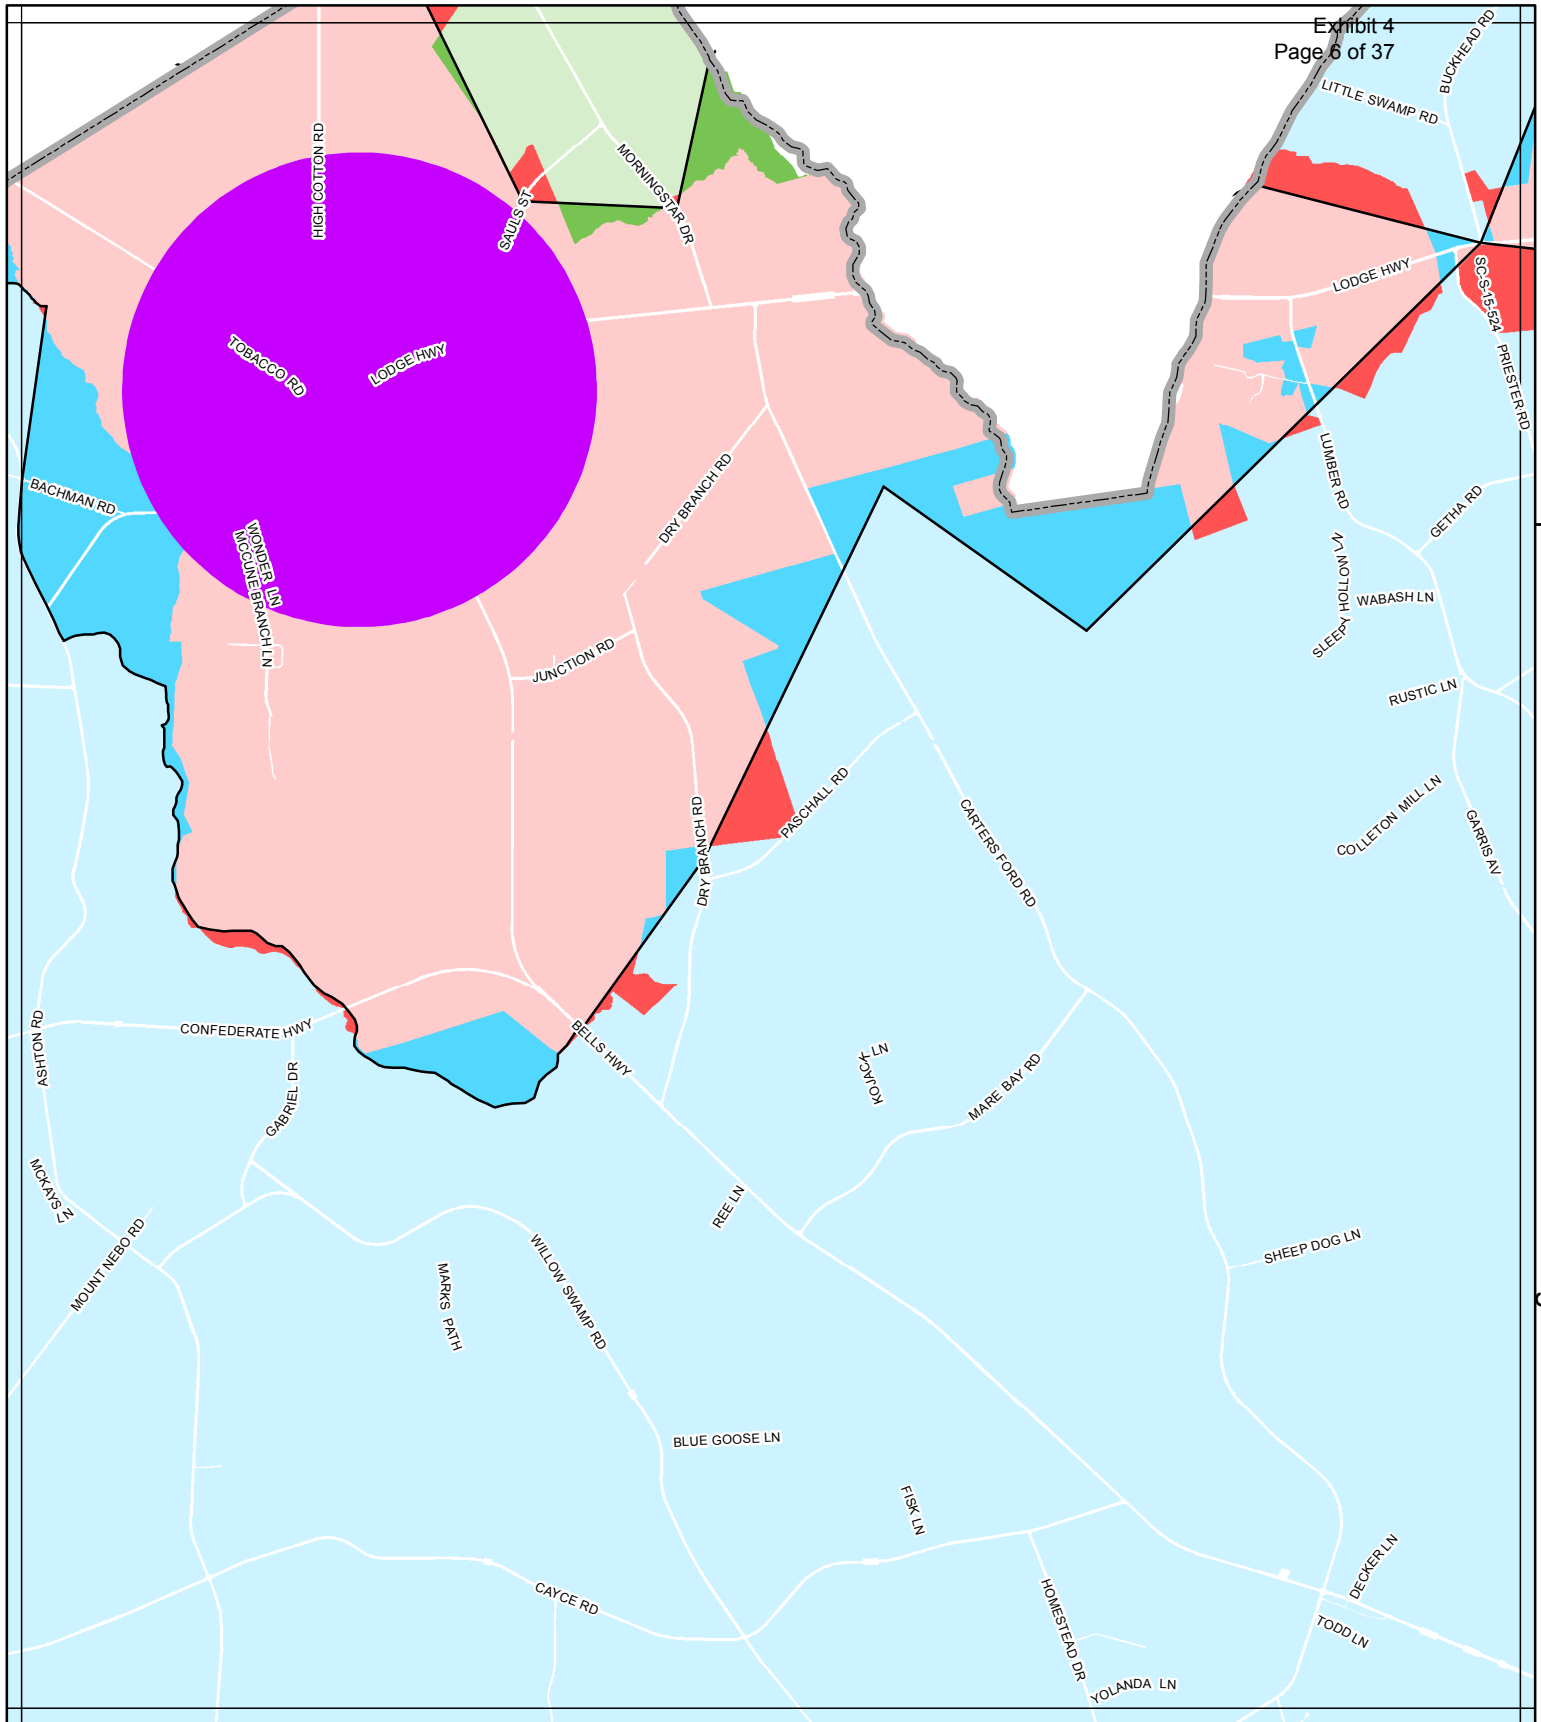 Exhibit 4
Page 6 of 37
BUCKHEAD RD
LITTLE SWAMP RD
HIGH COTTON RD
MORNINGSTAR DR
SAULS ST
LODGE HWY
SC-S-15-524
TOBACCO RD
LODGE HWY
PRIESTER RD
DRY BRANCH RD
LUMBER RD
BACHMAN RD
GETHA RD
WONDER LN
MCCUNE BRANCH LN
SLEEPY HOLLOW LN
WABASH LN
JUNCTION RD
RUSTIC LN
PASCHALL RD
DRY BRANCH RD
CARTERS FORD RD
COLLETON MILL LN
GARRIS AV
ASHTON RD
CONFEDERATE HWY
BELLS HWY
GABRIEL DR
KOJACK LN
MARE BAY RD
MCKAYS LN
MOUNT NEBO RD
REE LN
WILLOW SWAMP RD
SHEEP DOG LN
MARKS PATH
BLUE GOOSE LN
FISK LN
CAYCE RD
HOMESTEAD DR
DECKER LN
TODD LN
YOLANDA LN